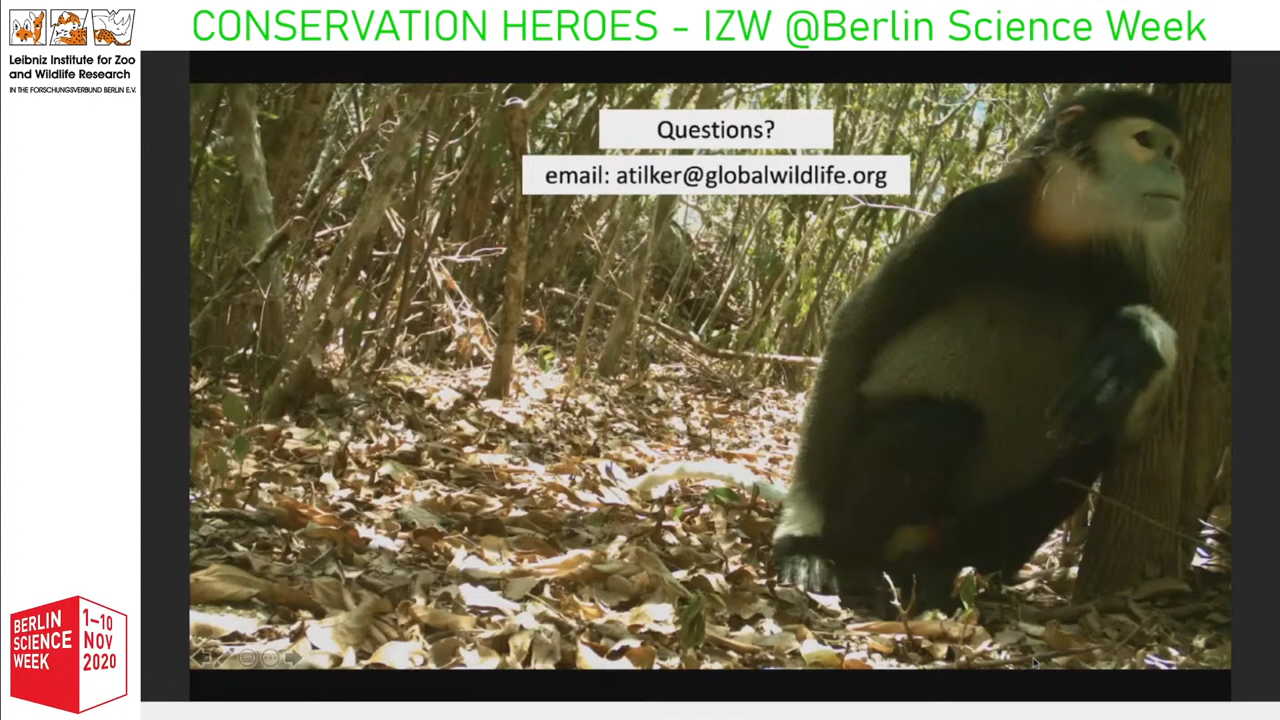 CONSERVATION HEROES - IZW @Berlin Science Week
IZW
Leibniz Institute for Zoo
and Wildlife Research
IN THE FORSCHUNGSVERBUND BERLIN E.V.
Questions?
email: atilker@globalwildlife.org
BERLIN
SCIENCE
WEEK
1–10
NOV
2020